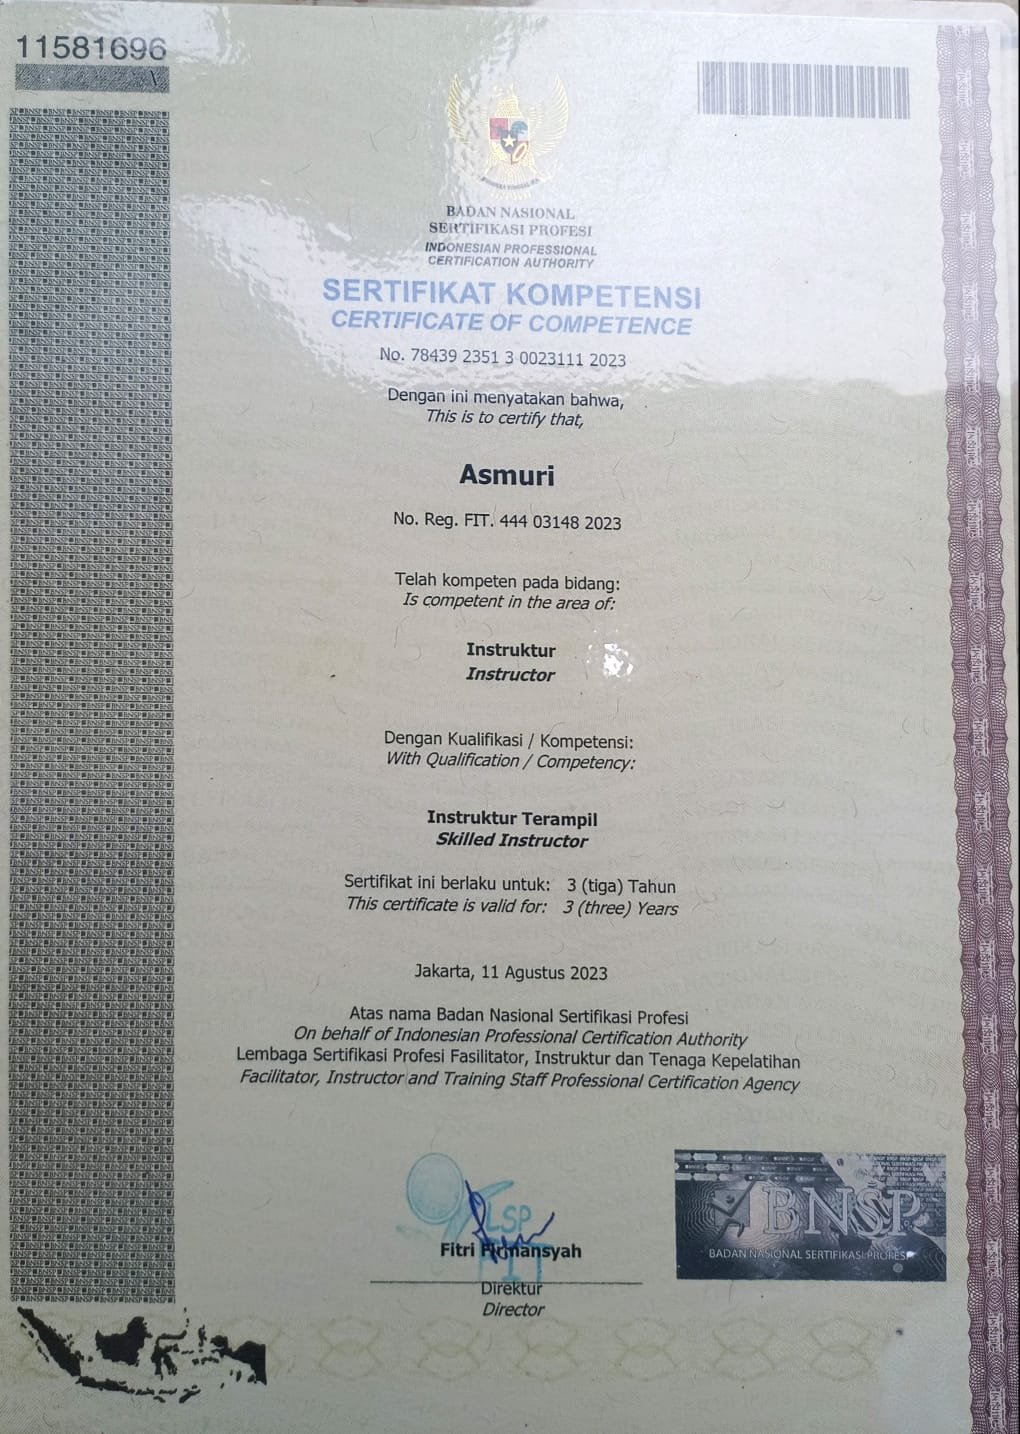 11581696
BADAN NASIONAL
SERTIFIKASI PROFESI
INDONESIAN PROFESSIONAL
CERTIFICATION AUTHORITY
SERTIFIKAT KOMPETENSI
CERTIFICATE OF COMPETENCE
No. 78439 2351 3 0023111 2023
Dengan ini menyatakan bahwa,
This is to certify that,
Asmuri
No. Reg. FIT. 444 03148 2023
Telah kompeten pada bidang:
Is competent in the area of:
Instruktur
Instructor
Dengan Kualifikasi / Kompetensi:
With Qualification / Competency:
Instruktur Terampil
Skilled Instructor
Sertifikat ini berlaku untuk: 3 (tiga) Tahun
This certificate is valid for: 3 (three) Years
Jakarta, 11 Agustus 2023
Atas nama Badan Nasional Sertifikasi Profesi
On behalf of Indonesian Professional Certification Authority
Lembaga Sertifikasi Profesi Fasilitator, Instruktur dan Tenaga Kepelatihan
Facilitator, Instructor and Training Staff Professional Certification Agency
LSP
FIT
Fitri Firmansyah
Direktur
Director
BNSP
BADAN NASIONAL SERTIFIKASI PROFESI